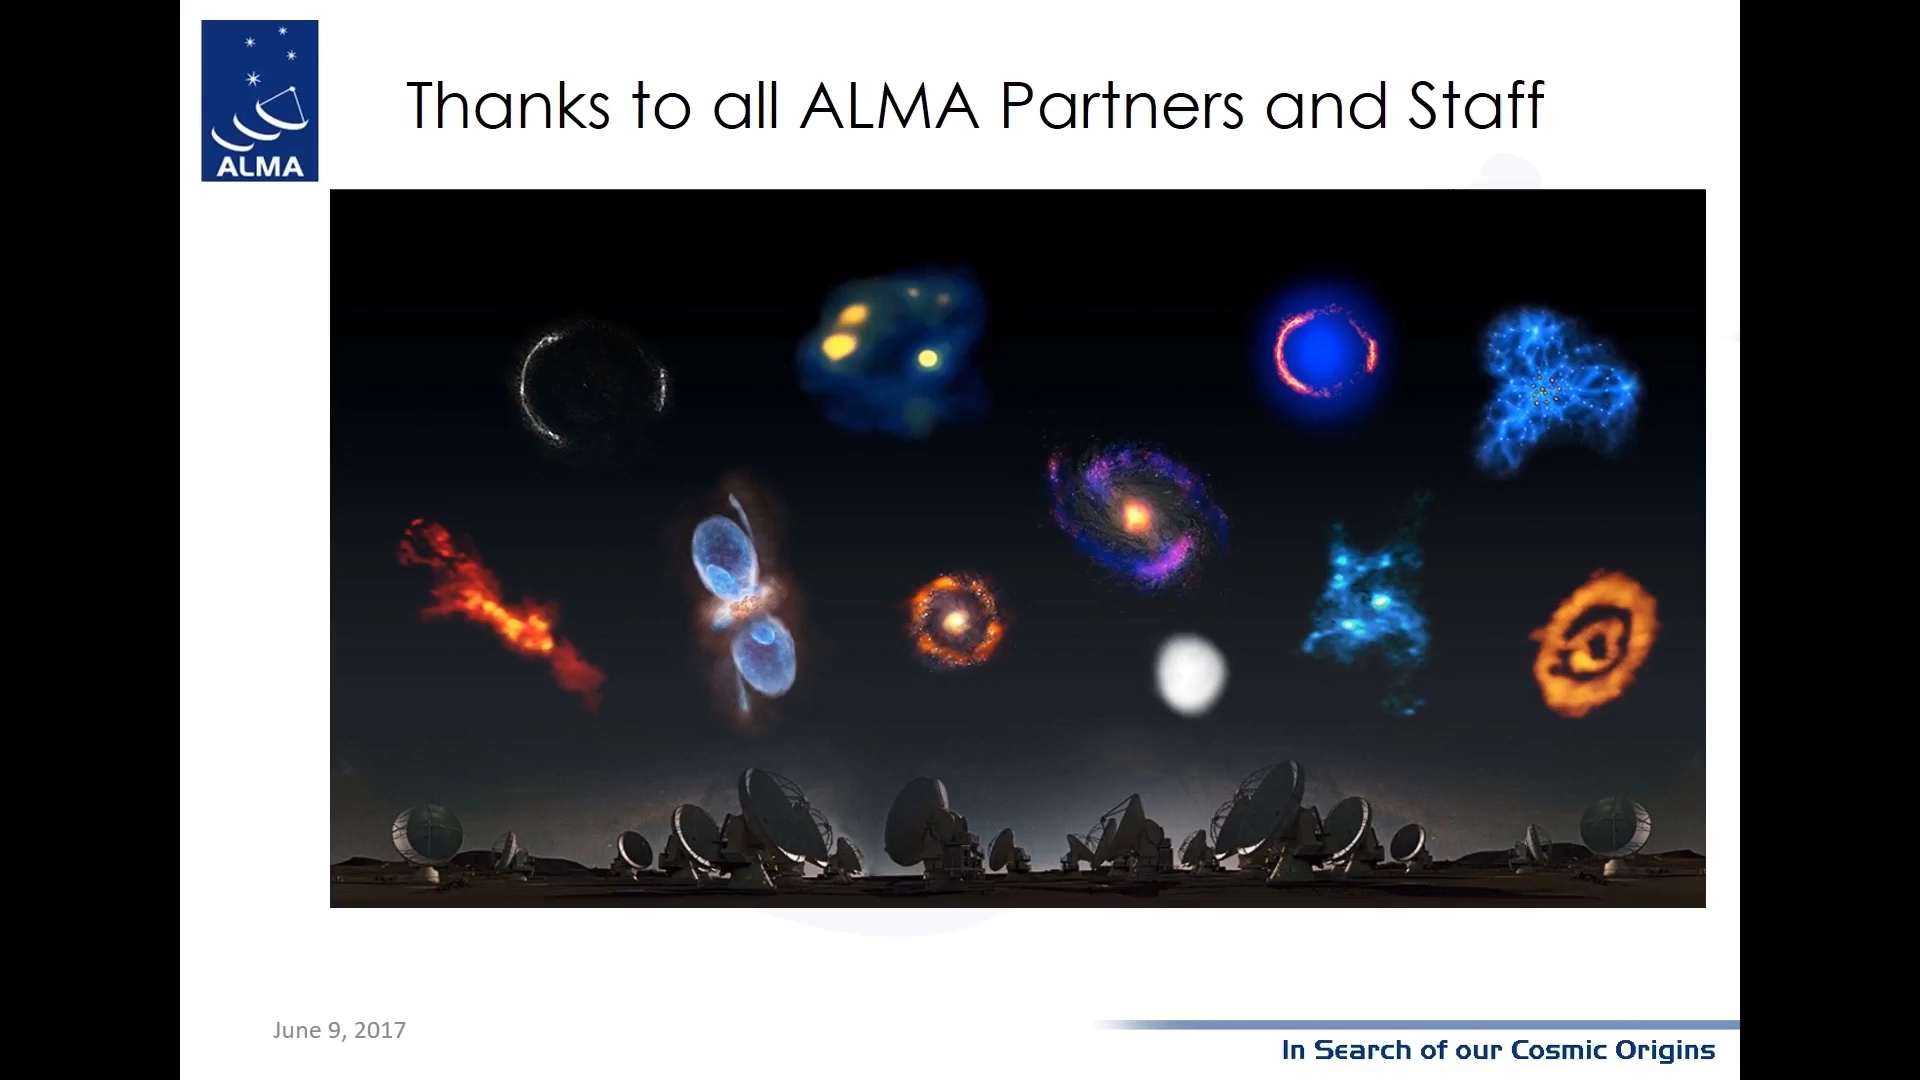 ALMA
Thanks to all ALMA Partners and Staff
June 9, 2017
In Search of our Cosmic Origins